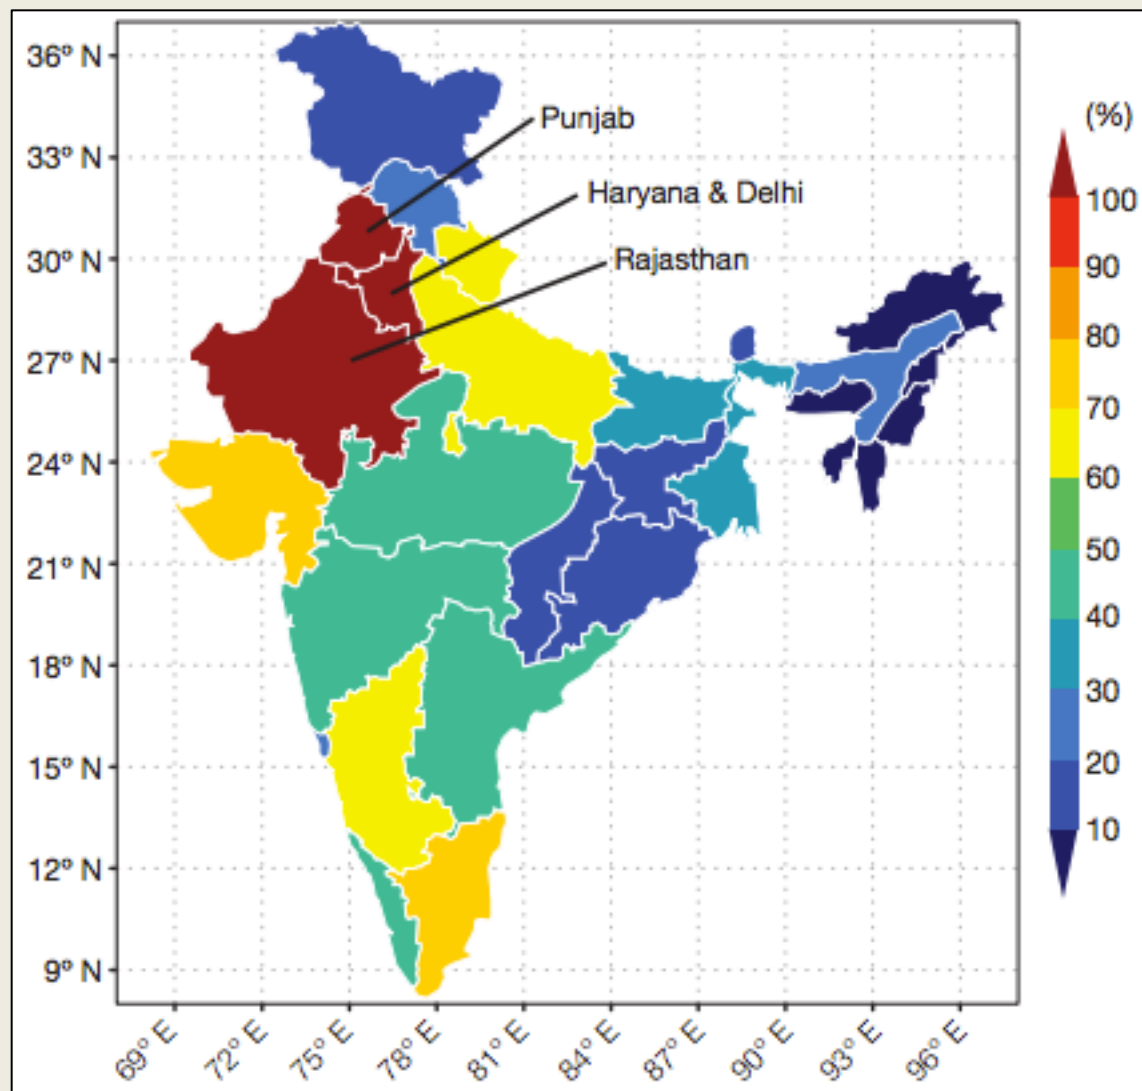 36° N
33° N
30° N
27° N
24° N
21° N
18° N
15° N
12° N
9° N
Punjab
Haryana & Delhi
Rajasthan
(%)
100
90
80
70
60
50
40
30
20
10
69° E
72° E
75° E
78° E
81° E
84° E
87° E
90° E
93° E
96° E